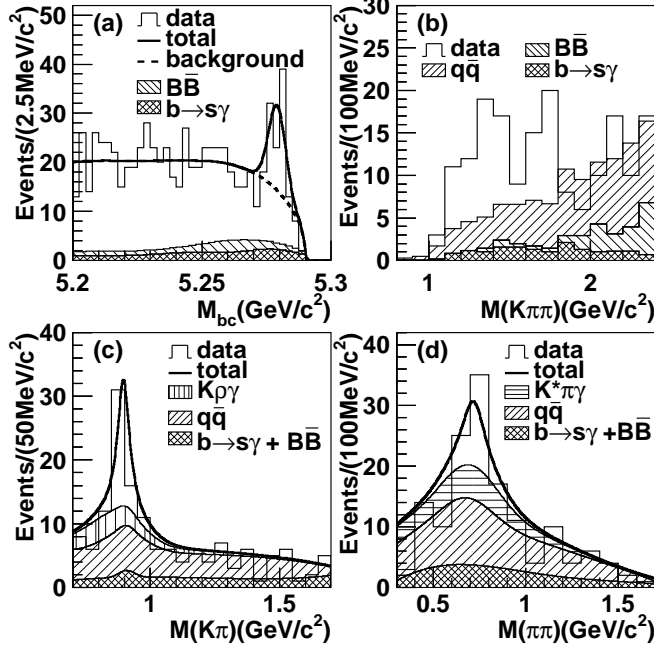 (a)
data
total
background
BB̅
b→sγ
Events/(2.5MeV/c²)
0
10
20
30
40
50
5.2
5.25
5.3
M_bc(GeV/c²)
(b)
data
BB̅
qq̅
b→sγ
Events/(100MeV/c²)
0
5
10
15
20
25
30
1
2
M(Kππ)(GeV/c²)
(c)
data
total
Kργ
qq̅
b→sγ + BB̅
Events/(50MeV/c²)
0
10
20
30
40
1
1.5
M(Kπ)(GeV/c²)
(d)
data
total
K*πγ
qq̅
b→sγ +BB̅
Events/(100MeV/c²)
0
10
20
30
40
0.5
1
1.5
M(ππ)(GeV/c²)